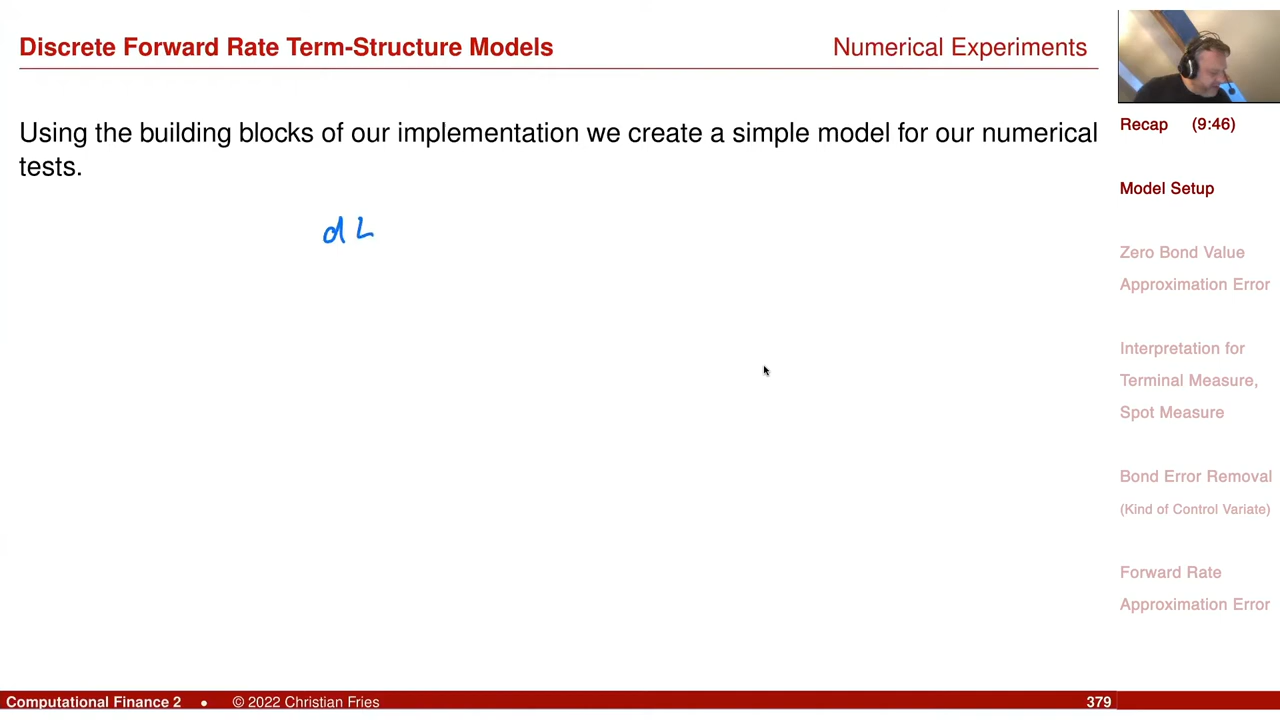 Discrete Forward Rate Term-Structure Models
Numerical Experiments
Using the building blocks of our implementation we create a simple model for our numerical
tests.
dL
Recap (9:46)
Model Setup
Zero Bond Value
Approximation Error
Interpretation for
Terminal Measure,
Spot Measure
Bond Error Removal
(Kind of Control Variate)
Forward Rate
Approximation Error
Computational Finance 2 • © 2022 Christian Fries
379